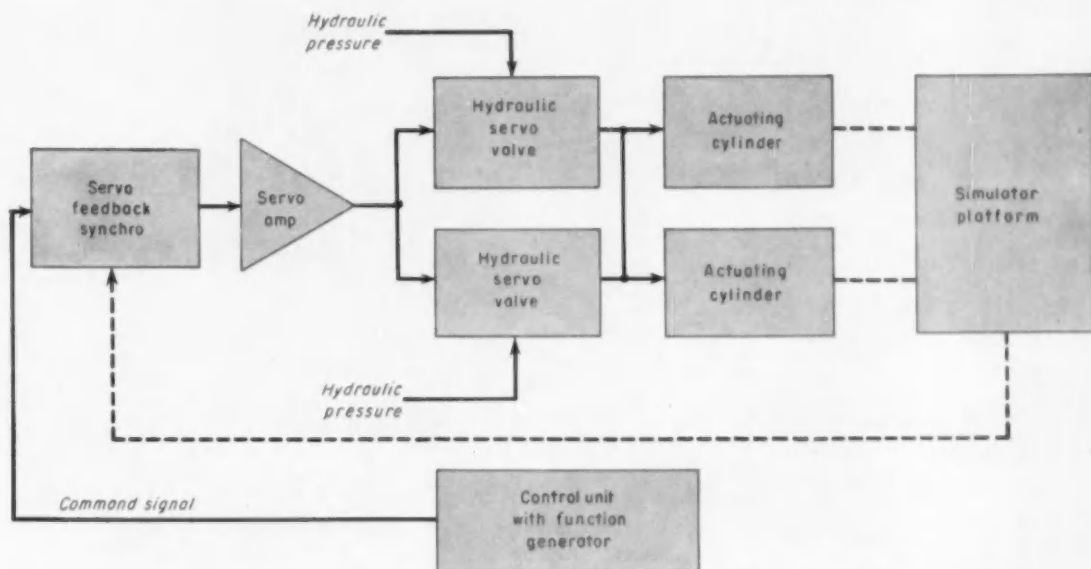 Hydraulic
pressure
Hydraulic
servo
valve
Actuating
cylinder
Servo
feedback
synchro
Servo
amp
Simulator
platform
Hydraulic
servo
valve
Actuating
cylinder
Hydraulic
pressure
Command signal
Control unit
with function
generator